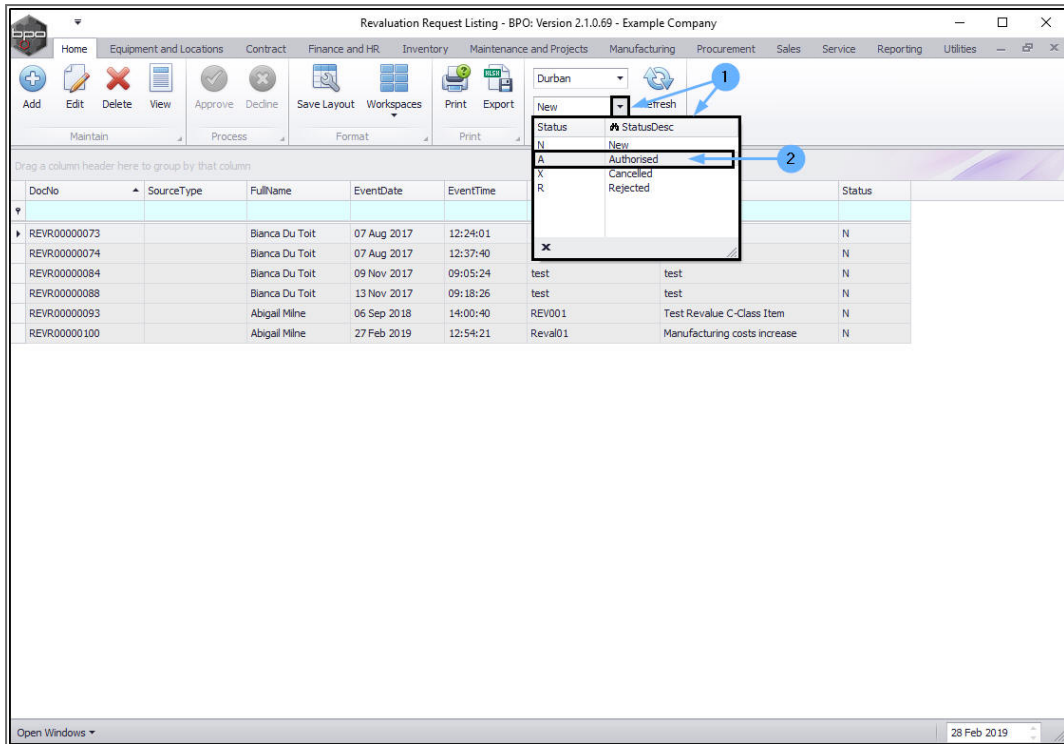 bpo
Revaluation Request Listing - BPO: Version 2.1.0.69 - Example Company
Home Equipment and Locations Contract Finance and HR Inventory Maintenance and Projects Manufacturing Procurement Sales Service Reporting Utilities
Add Edit Delete View Approve Decline Save Layout Workspaces Print Export Durban
New
Maintain Process Format Print
1
Status StatusDesc
N New
A Authorised
2
X Cancelled
R Rejected
Drag a column header here to group by that column
DocNo SourceType FullName EventDate EventTime Status
REVR00000073 Bianca Du Toit 07 Aug 2017 12:24:01 N
REVR00000074 Bianca Du Toit 07 Aug 2017 12:37:40 N
REVR00000084 Bianca Du Toit 09 Nov 2017 09:05:24 test test N
REVR00000088 Bianca Du Toit 13 Nov 2017 09:18:26 test test N
REVR00000093 Abigail Milne 06 Sep 2018 14:00:40 REV001 Test Revalue C-Class Item N
REVR00000100 Abigail Milne 27 Feb 2019 12:54:21 Reval01 Manufacturing costs increase N
Open Windows 28 Feb 2019